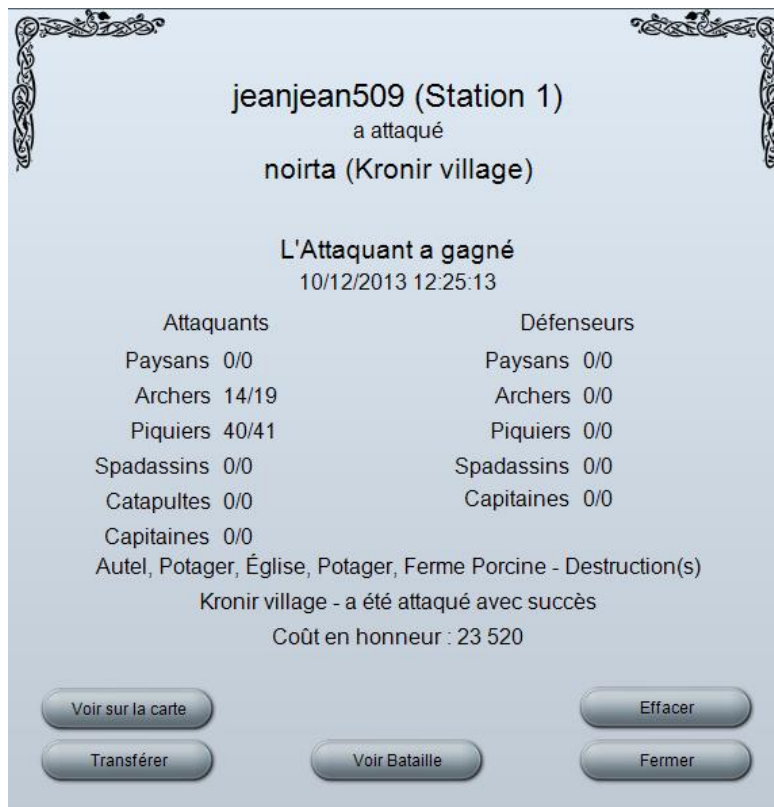 jeanjean509 (Station 1)
a attaqué
noirta (Kronir village)
L'Attaquant a gagné
10/12/2013 12:25:13
Attaquants Défenseurs
Paysans 0/0 Paysans 0/0
Archers 14/19 Archers 0/0
Piquiers 40/41 Piquiers 0/0
Spadassins 0/0 Spadassins 0/0
Catapultes 0/0 Capitaines 0/0
Capitaines 0/0
Autel, Potager, Église, Potager, Ferme Porcine - Destruction(s)
Kronir village - a été attaqué avec succès
Coût en honneur : 23 520
Voir sur la carte Effacer
Transférer Voir Bataille Fermer